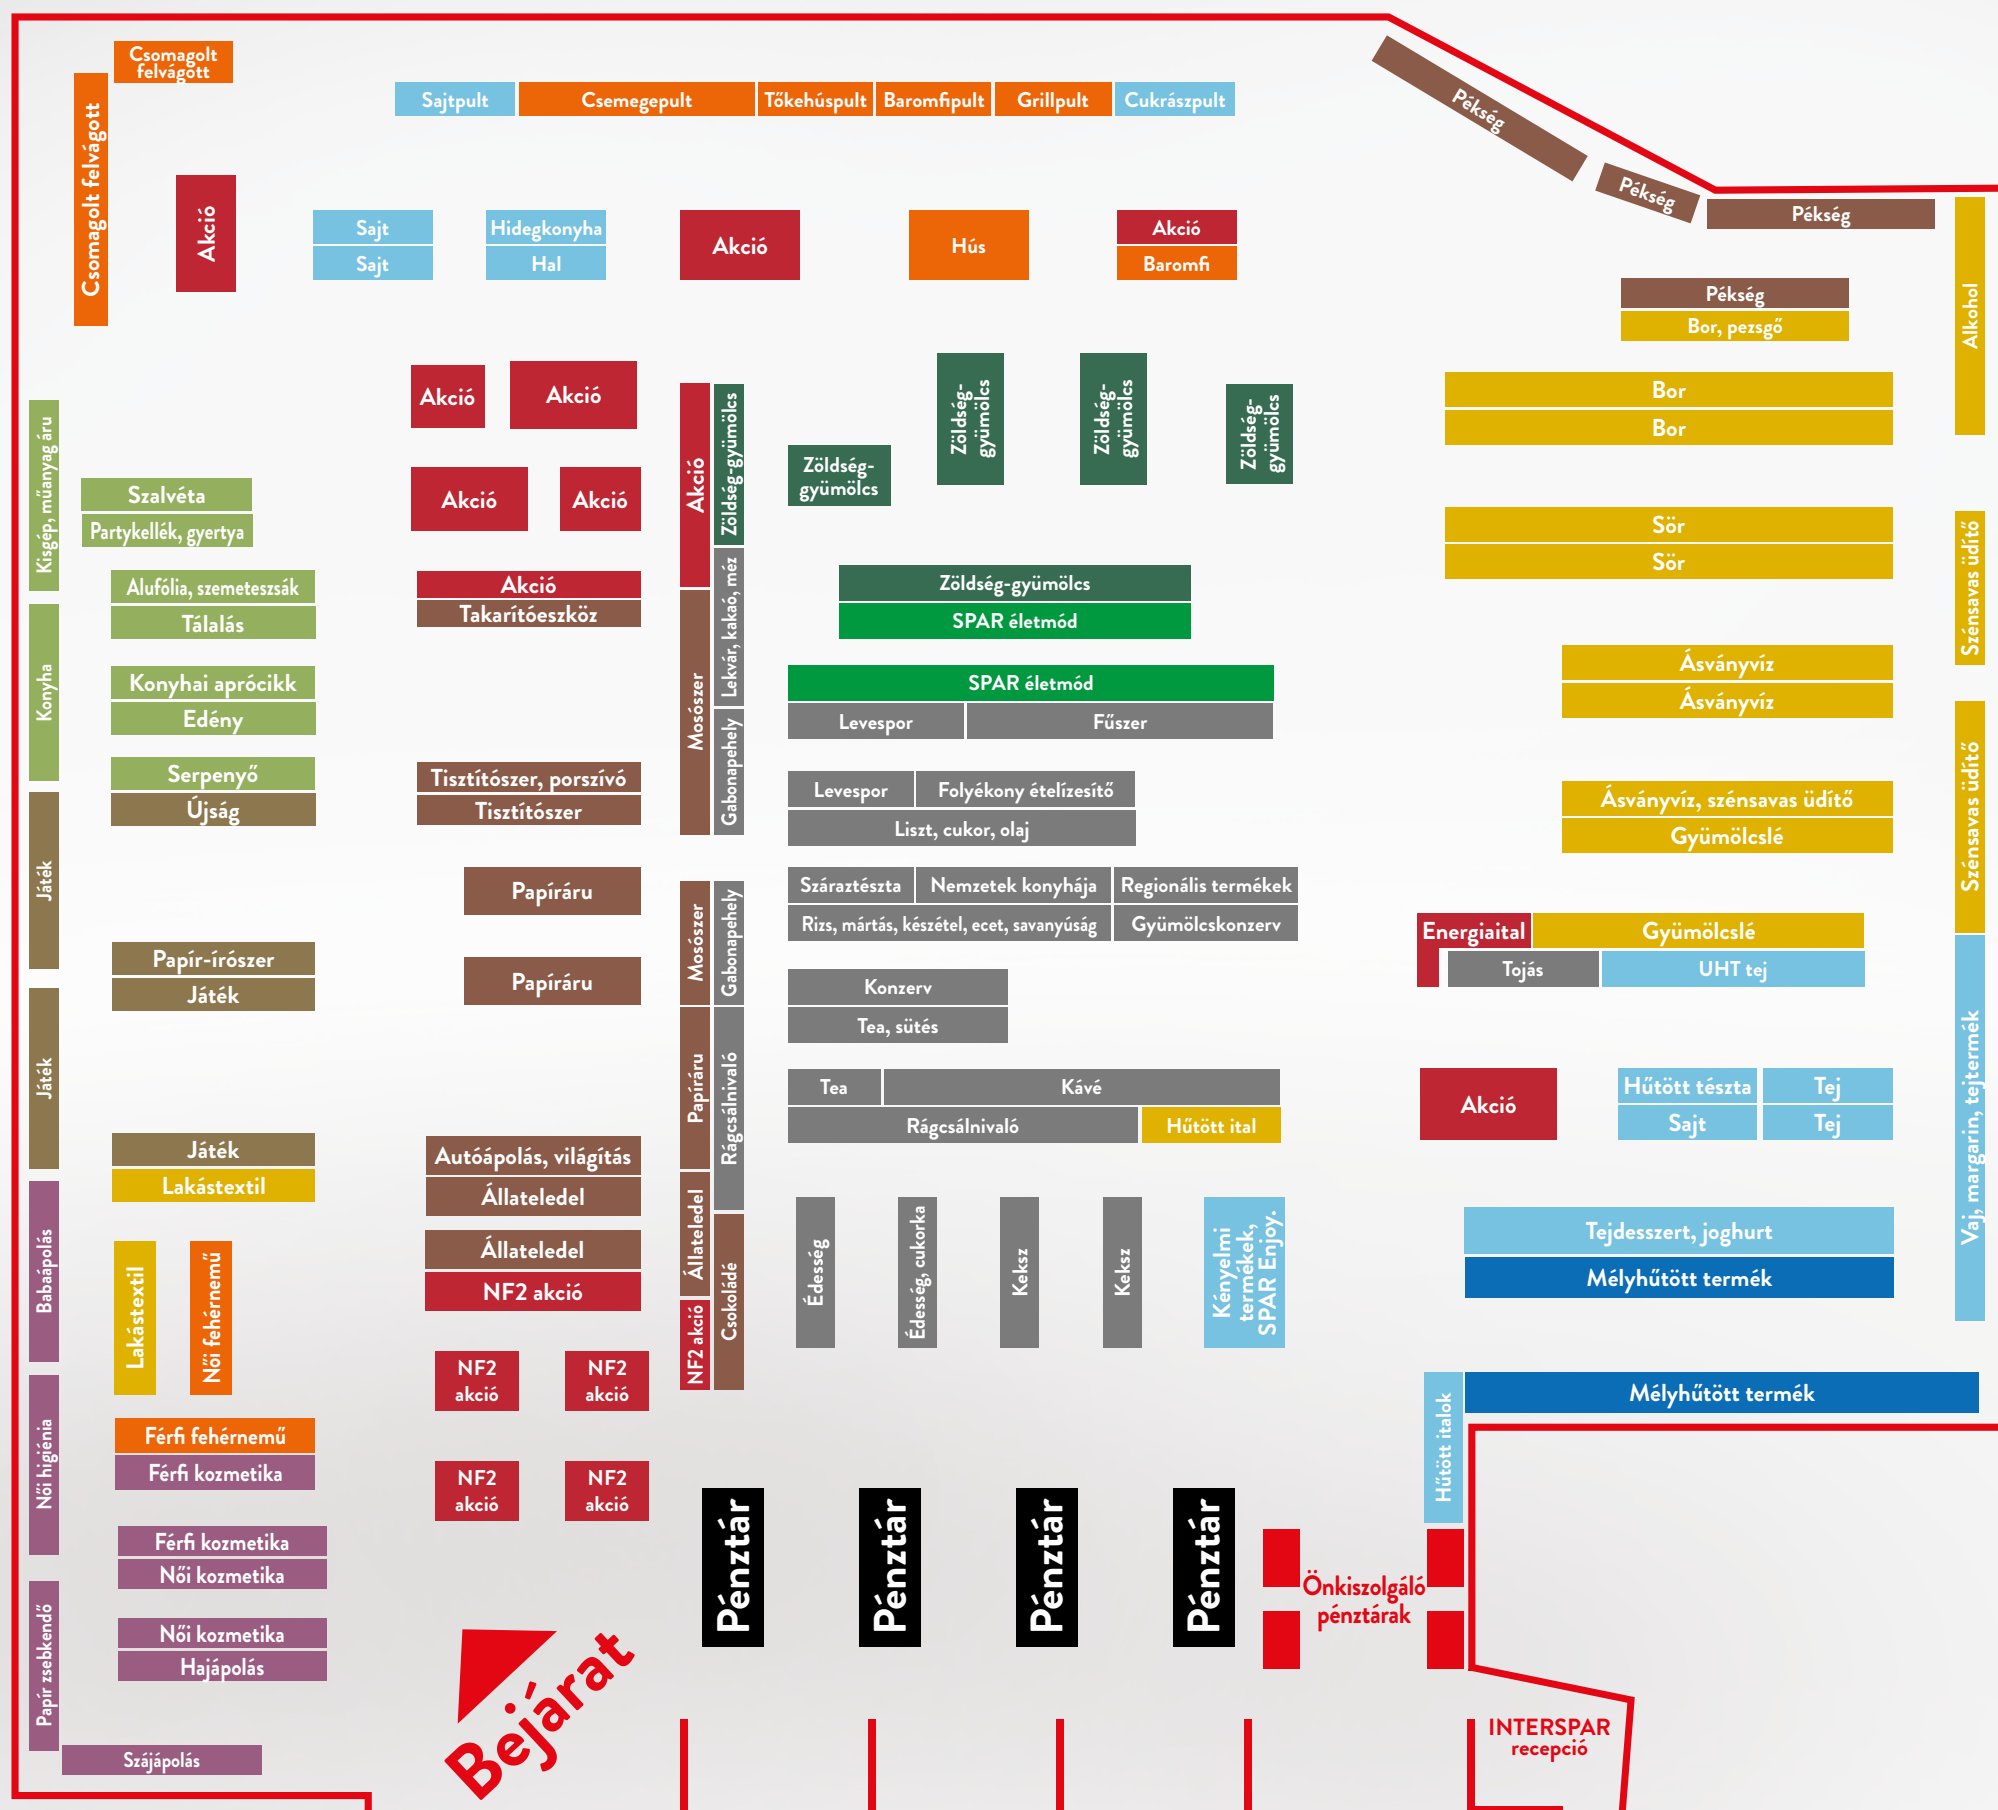 Csomagolt
felvágott
Csomagolt felvágott
Sajtpult
Csemegepult
Tőkehúspult
Baromfipult
Grillpult
Cukrászpult
Pékség
Pékség
Pékség
Alkohol
Akció
Sajt
Sajt
Hidegkonyha
Hal
Akció
Hús
Akció
Baromfi
Pékség
Bor, pezsgő
Bor
Bor
Sör
Sör
Szénsavas üdítő
Ásványvíz
Ásványvíz
Szénsavas üdítő
Ásványvíz, szénsavas üdítő
Gyümölcslé
Kisgép, műanyag áru
Szalvéta
Partykellék, gyertya
Alufólia, szemeteszsák
Tálalás
Konyha
Konyhai aprócikk
Edény
Serpenyő
Újság
Játék
Papír-írószer
Játék
Játék
Játék
Lakástextil
Babaápolás
Lakástextil
Női fehérnemű
Női higiénia
Férfi fehérnemű
Férfi kozmetika
Férfi kozmetika
Női kozmetika
Papír zsebkendő
Női kozmetika
Hajápolás
Szájápolás
Akció
Akció
Akció
Akció
Akció
Takarítóeszköz
Tisztítószer, porszívó
Tisztítószer
Papíráru
Papíráru
Autóápolás, világítás
Állateledel
Állateledel
NF2 akció
NF2
akció
NF2
akció
NF2
akció
NF2
akció
Akció
Mosószer
Mosószer
Papíráru
Állateledel
NF2 akció
Zöldség-gyümölcs
Lekvár, kakaó, méz
Gabonapehely
Gabonapehely
Rágcsálnivaló
Csokoládé
Zöldség-
gyümölcs
Zöldség-
gyümölcs
Zöldség-
gyümölcs
Zöldség-
gyümölcs
Zöldség-gyümölcs
SPAR életmód
SPAR életmód
Levespor
Fűszer
Levespor
Folyékony ételízesítő
Liszt, cukor, olaj
Száraztészta
Nemzetek konyhája
Regionális termékek
Rizs, mártás, készétel, ecet, savanyúság
Gyümölcskonzerv
Konzerv
Tea, sütés
Tea
Kávé
Rágcsálnivaló
Hűtött ital
Édesség
Édesség, cukorka
Keksz
Keksz
Kényelmi
termékek,
SPAR Enjoy.
Energiaital
Gyümölcslé
Tojás
UHT tej
Vaj, margarin, tejtermék
Akció
Hűtött tészta
Tej
Sajt
Tej
Tejdesszert, joghurt
Mélyhűtött termék
Mélyhűtött termék
Hűtött italok
Pénztár
Pénztár
Pénztár
Pénztár
Önkiszolgáló
pénztárak
Bejárat
INTERSPAR
recepció